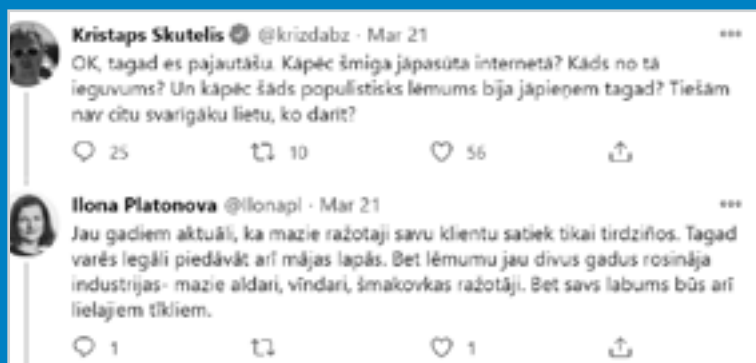 Kristaps Skutelis @krizdabz · Mar 21
OK, tagad es pajautāšu. Kāpēc šmiga jāpasūta internetā? Kāds no tā
ieguvums? Un kāpēc šāds populistisks lēmums bija jāpieņem tagad? Tiešām
nav citu svarīgāku lietu, ko darīt?
25 10 56
Ilona Platonova @Ilonapl · Mar 21
Jau gadiem aktuāli, ka mazie ražotaji savu klientu satiek tikai tirdziņos. Tagad
varēs legāli piedāvāt arī mājas lapās. Bet lēmumu jau divus gadus rosināja
industrijas- mazie aldari, vīndari, šmakovkas ražotāji. Bet savs labums būs arī
lielajiem tīkliem.
1 1